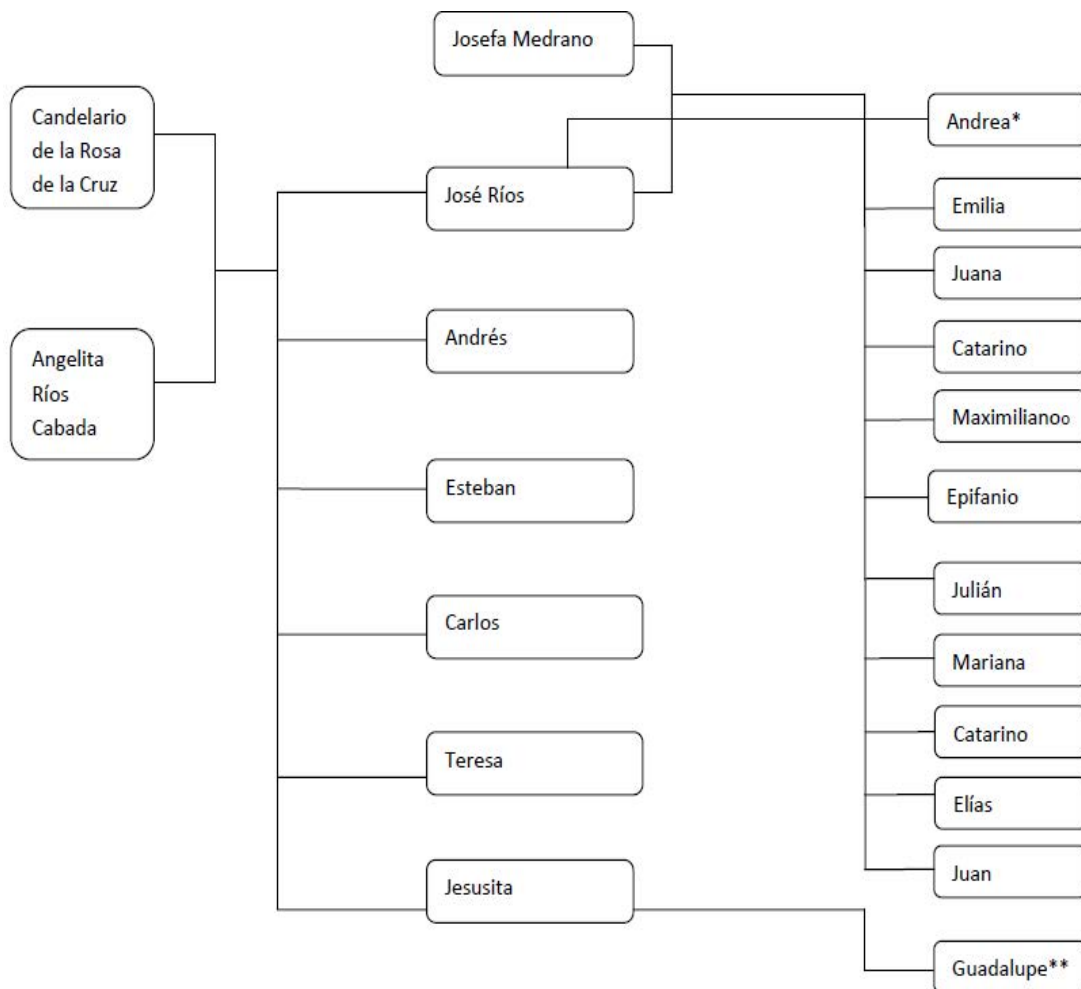 Candelario
de la Rosa
de la Cruz
Angelita
Ríos
Cabada
Josefa Medrano
José Ríos
Andrés
Esteban
Carlos
Teresa
Jesusita
Andrea*
Emilia
Juana
Catarino
Maximilianoo
Epifanio
Julián
Mariana
Catarino
Elías
Juan
Guadalupe**